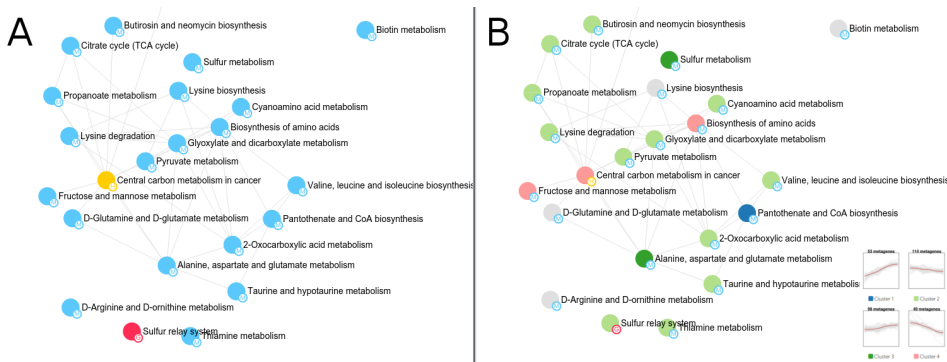 A
Butirosin and neomycin biosynthesis
Biotin metabolism
Citrate cycle (TCA cycle)
Sulfur metabolism
Lysine biosynthesis
Propanoate metabolism
Cyanoamino acid metabolism
Biosynthesis of amino acids
Lysine degradation
Glyoxylate and dicarboxylate metabolism
Pyruvate metabolism
Central carbon metabolism in cancer
Valine, leucine and isoleucine biosynthesis
Fructose and mannose metabolism
D-Glutamine and D-glutamate metabolism
Pantothenate and CoA biosynthesis
2-Oxocarboxylic acid metabolism
Alanine, aspartate and glutamate metabolism
Taurine and hypotaurine metabolism
D-Arginine and D-ornithine metabolism
Sulfur relay system
Thiamine metabolism
B
Butirosin and neomycin biosynthesis
Biotin metabolism
Citrate cycle (TCA cycle)
Sulfur metabolism
Lysine biosynthesis
Propanoate metabolism
Cyanoamino acid metabolism
Biosynthesis of amino acids
Lysine degradation
Glyoxylate and dicarboxylate metabolism
Pyruvate metabolism
Central carbon metabolism in cancer
Valine, leucine and isoleucine biosynthesis
Fructose and mannose metabolism
D-Glutamine and D-glutamate metabolism
Pantothenate and CoA biosynthesis
2-Oxocarboxylic acid metabolism
Alanine, aspartate and glutamate metabolism
Taurine and hypotaurine metabolism
D-Arginine and D-ornithine metabolism
Sulfur relay system
Thiamine metabolism
metagenes
metagenes
Cluster 1
Cluster 2
metagenes
metagenes
Cluster 3
Cluster 4